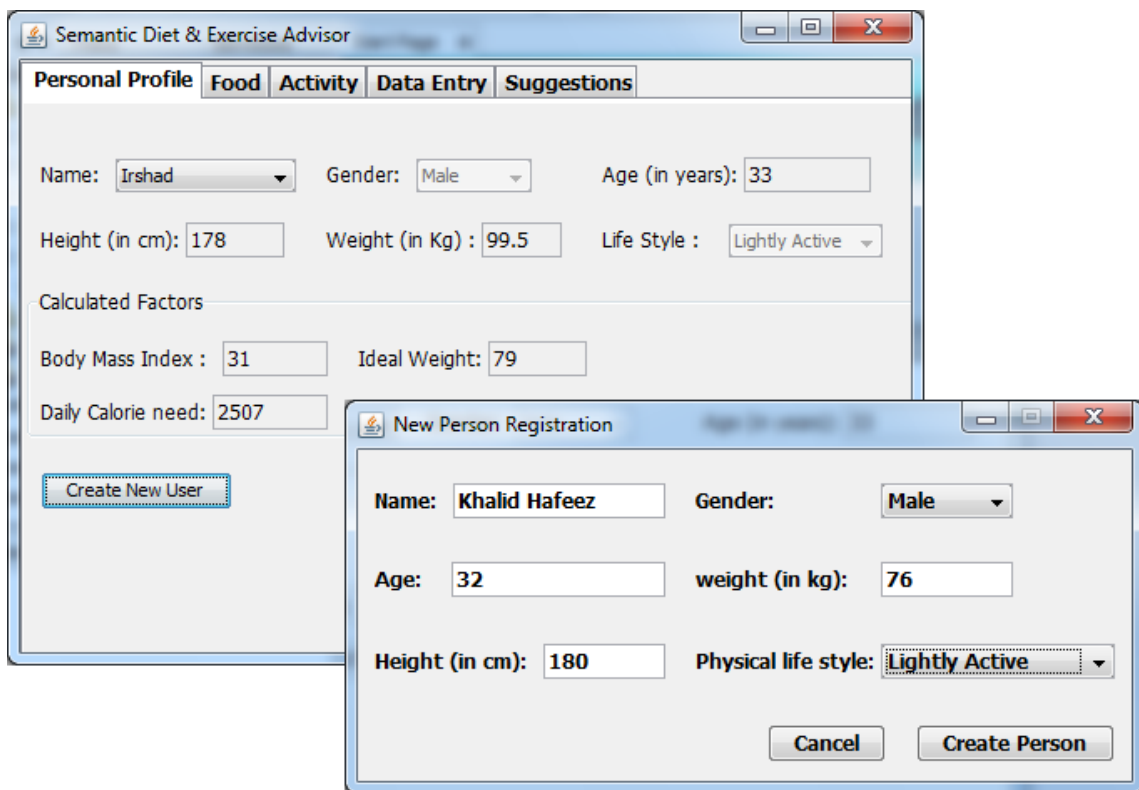 Semantic Diet & Exercise Advisor
Personal Profile Food Activity Data Entry Suggestions
Name: Irshad Gender: Male Age (in years): 33
Height (in cm): 178 Weight (in Kg) : 99.5 Life Style : Lightly Active
Calculated Factors
Body Mass Index : 31 Ideal Weight: 79
Daily Calorie need: 2507
Create New User
New Person Registration
Name: Khalid Hafeez Gender: Male
Age: 32 weight (in kg): 76
Height (in cm): 180 Physical life style: Lightly Active
Cancel Create Person